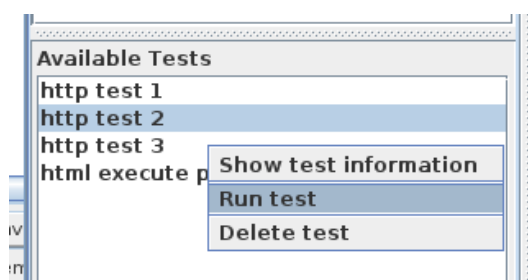 Available Tests
http test 1
http test 2
http test 3
html execute
Show test information
Run test
Delete test